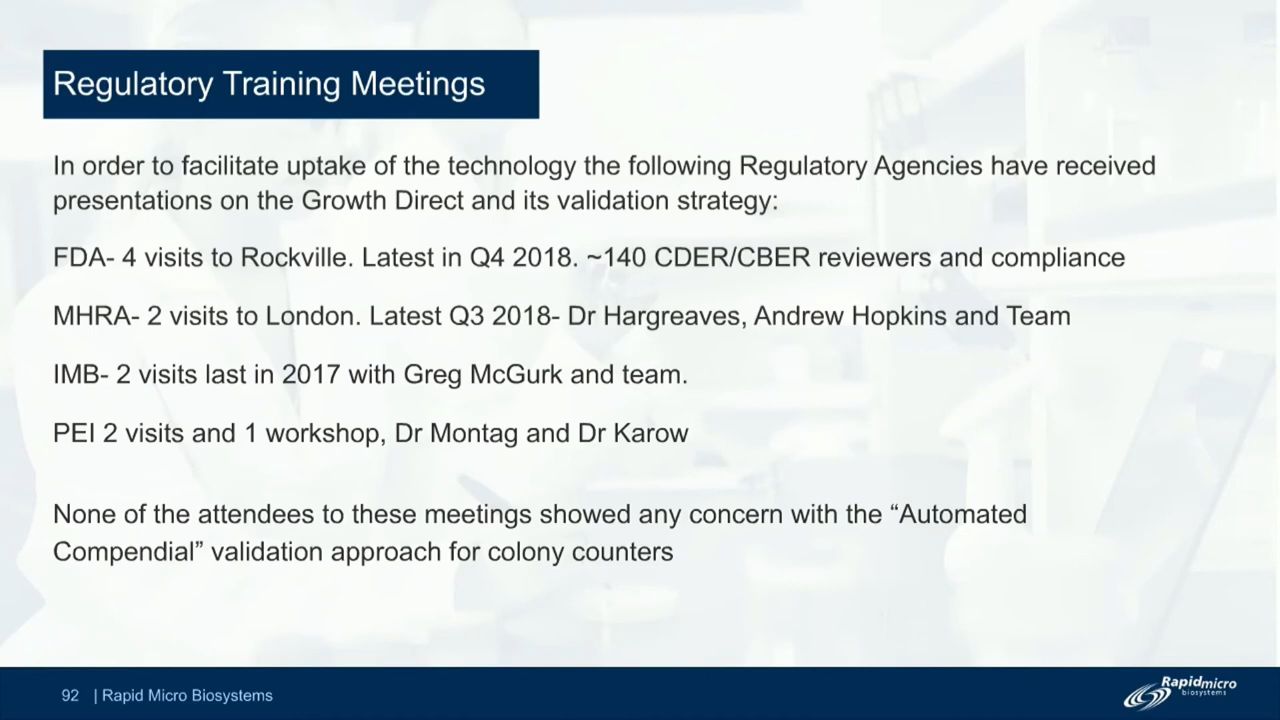 Regulatory Training Meetings
In order to facilitate uptake of the technology the following Regulatory Agencies have received
presentations on the Growth Direct and its validation strategy:
FDA- 4 visits to Rockville. Latest in Q4 2018. ~140 CDER/CBER reviewers and compliance
MHRA- 2 visits to London. Latest Q3 2018- Dr Hargreaves, Andrew Hopkins and Team
IMB- 2 visits last in 2017 with Greg McGurk and team.
PEI 2 visits and 1 workshop, Dr Montag and Dr Karow
None of the attendees to these meetings showed any concern with the “Automated
Compendial” validation approach for colony counters
92 | Rapid Micro Biosystems
Rapidmicro
biosystems